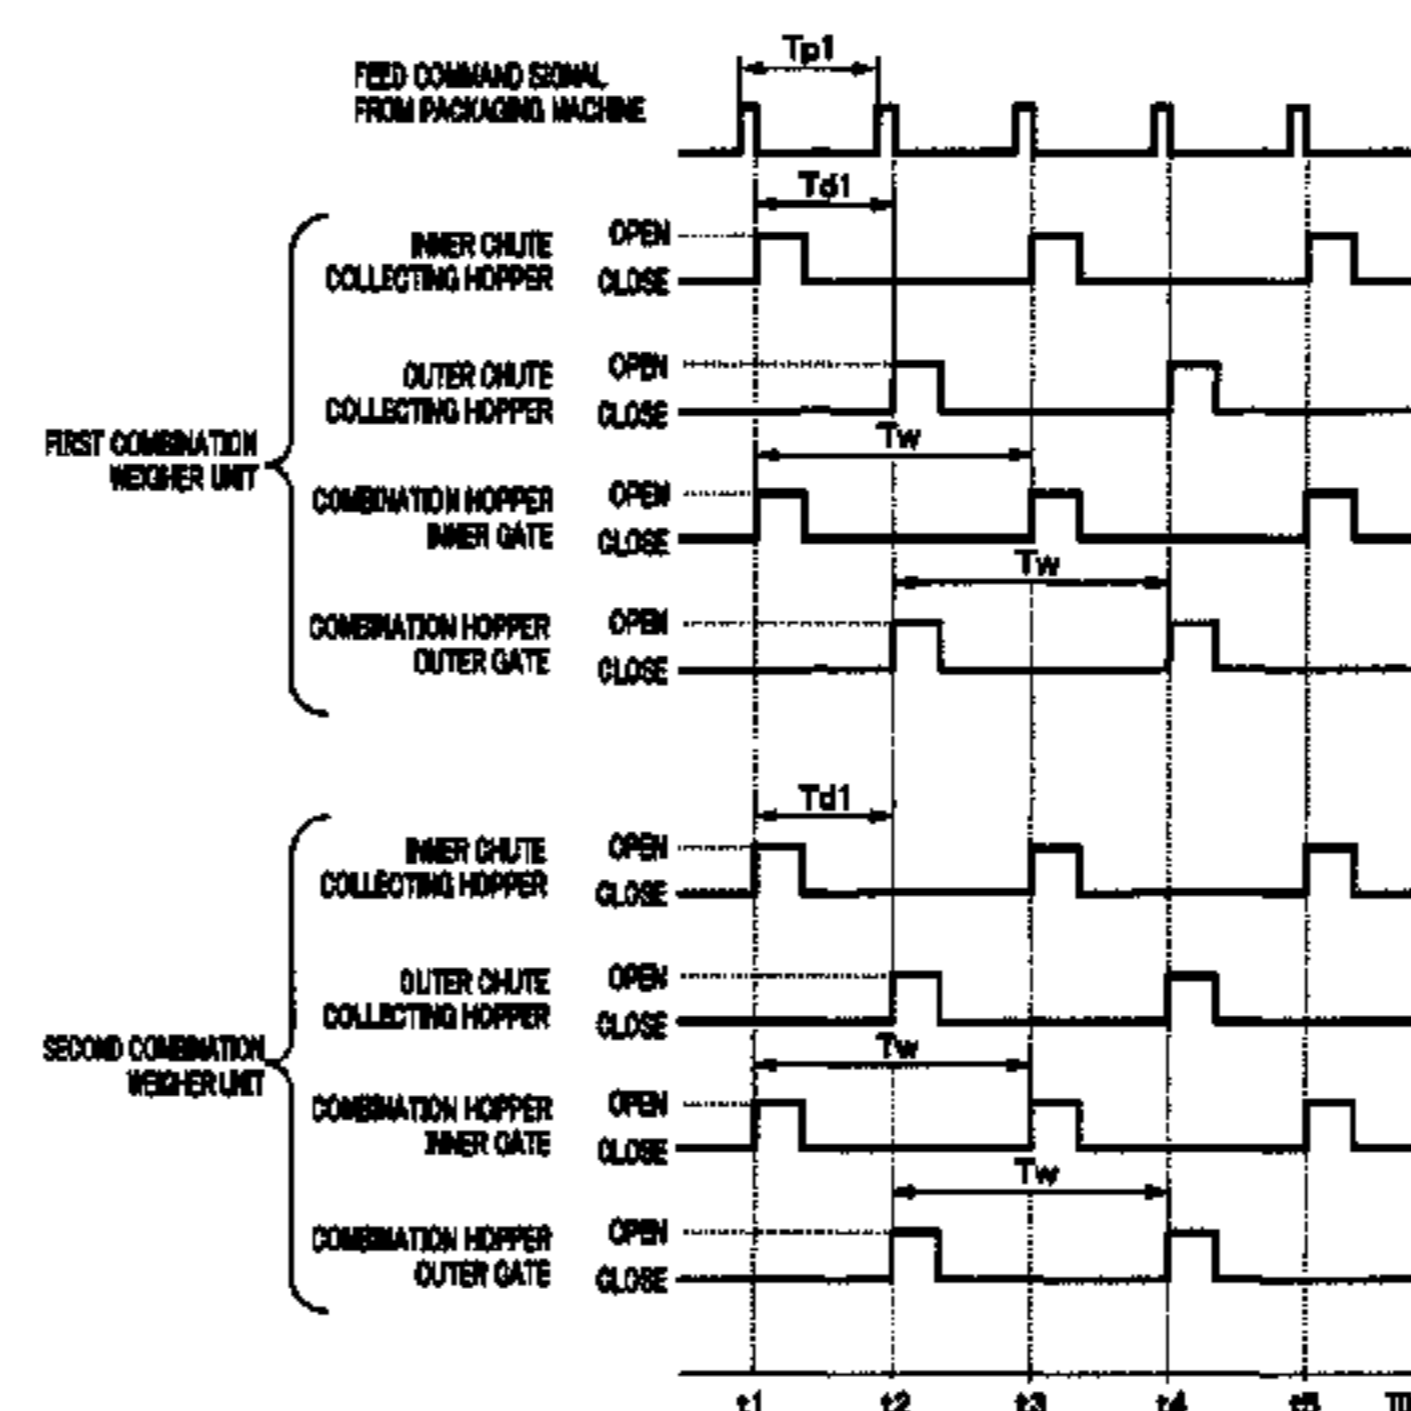 Tp1
FEED COMMAND SIGNAL
FROM PACKAGING MACHINE
Td1
INNER CHUTE
COLLECTING HOPPER
OPEN
CLOSE
OUTER CHUTE
COLLECTING HOPPER
OPEN
CLOSE
FIRST COMBINATION
WEIGHER UNIT
Tw
COMBINATION HOPPER
INNER GATE
OPEN
CLOSE
Tw
COMBINATION HOPPER
OUTER GATE
OPEN
CLOSE
Td1
INNER CHUTE
COLLECTING HOPPER
OPEN
CLOSE
OUTER CHUTE
COLLECTING HOPPER
OPEN
CLOSE
SECOND COMBINATION
WEIGHER UNIT
Tw
COMBINATION HOPPER
INNER GATE
OPEN
CLOSE
Tw
COMBINATION HOPPER
OUTER GATE
OPEN
CLOSE
t1 t2 t3 t4 t5